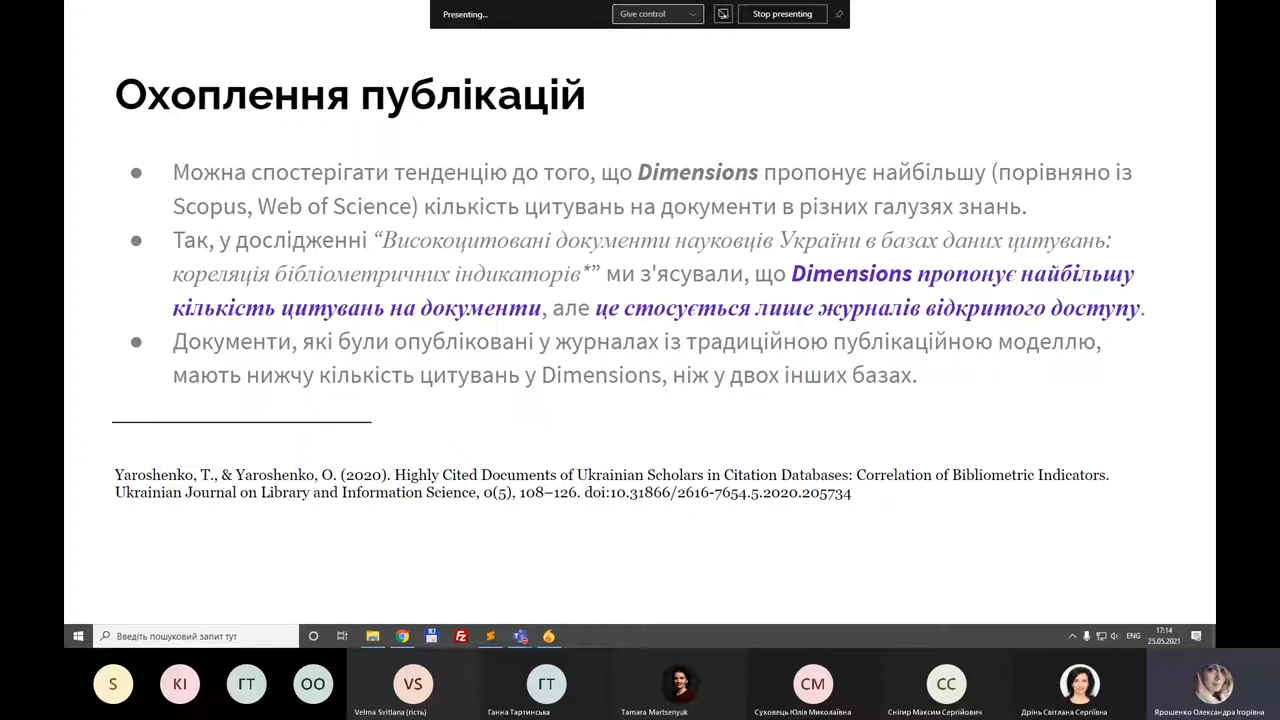 Presenting...
Give control
Stop presenting
Охоплення публікацій
● Можна спостерігати тенденцію до того, що Dimensions пропонує найбільшу (порівняно із
Scopus, Web of Science) кількість цитувань на документи в різних галузях знань.
● Так, у дослідженні “Високоцитовані документи науковців України в базах даних цитувань:
кореляція бібліометричних індикаторів*” ми з'ясували, що Dimensions пропонує найбільшу
кількість цитувань на документи, але це стосується лише журналів відкритого доступу.
● Документи, які були опубліковані у журналах із традиційною публікаційною моделлю,
мають нижчу кількість цитувань у Dimensions, ніж у двох інших базах.
Yaroshenko, T., & Yaroshenko, O. (2020). Highly Cited Documents of Ukrainian Scholars in Citation Databases: Correlation of Bibliometric Indicators.
Ukrainian Journal on Library and Information Science, 0(5), 108–126. doi:10.31866/2616-7654.5.2020.205734
Введіть пошуковий запит тут
ENG
17:14
25.05.2021
S
КІ
ГТ
ОО
VS
ГТ
СМ
СС
Velma Svitlana (гість)
Ганна Тартинська
Tamara Martsenyuk
Суховець Юлія Миколаївна
Снігир Максим Сергійович
Дрінь Світлана Сергіївна
Ярошенко Олександра Ігорівна